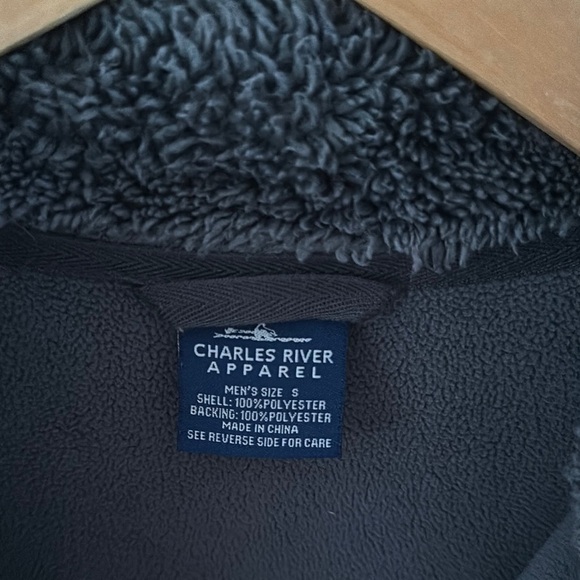 CHARLES RIVER
APPAREL
MEN'S SIZE S
SHELL: 100%POLYESTER
BACKING: 100%POLYESTER
MADE IN CHINA
SEE REVERSE SIDE FOR CARE